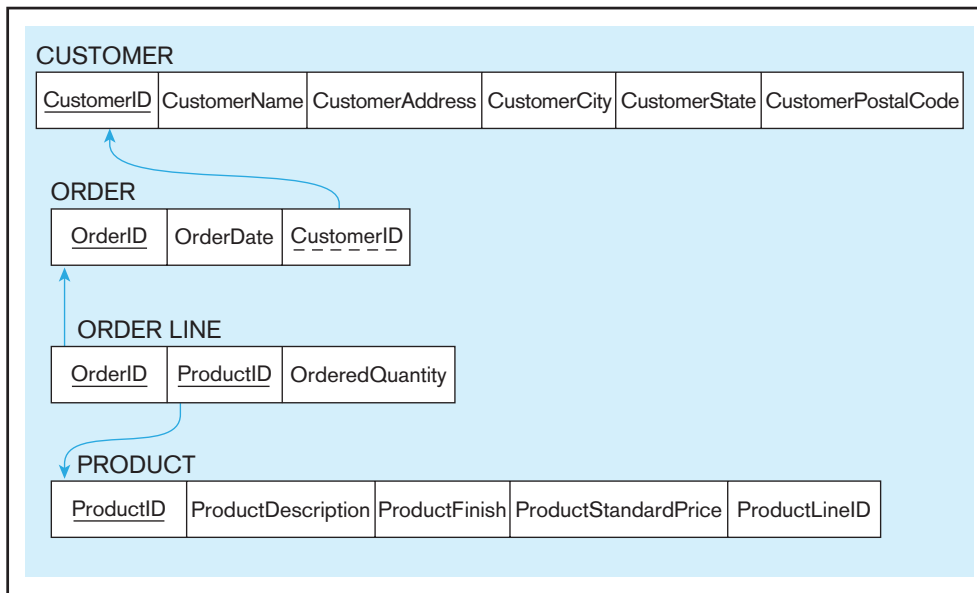 CUSTOMER
CustomerID CustomerName CustomerAddress CustomerCity CustomerState CustomerPostalCode
ORDER
OrderID OrderDate CustomerID
ORDER LINE
OrderID ProductID OrderedQuantity
PRODUCT
ProductID ProductDescription ProductFinish ProductStandardPrice ProductLineID